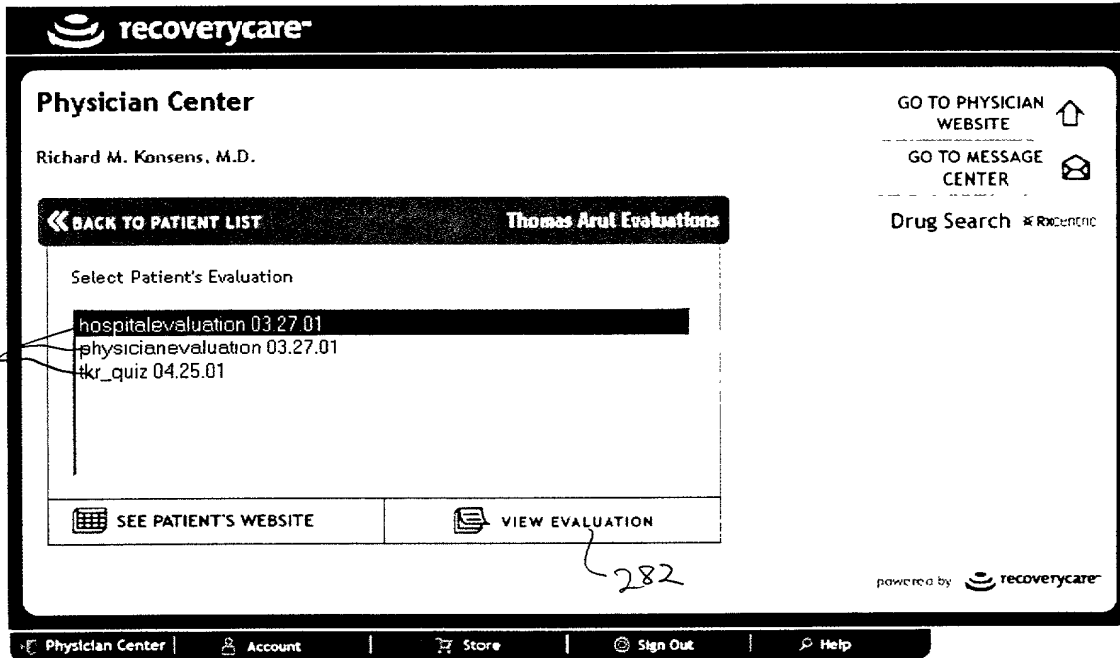 recoverycare
Physician Center
Richard M. Konsens, M.D.
GO TO PHYSICIAN
WEBSITE
GO TO MESSAGE
CENTER
Drug Search RxCentric
BACK TO PATIENT LIST
Thomas Arul Evaluations
Select Patient's Evaluation
hospitalevaluation 03.27.01
physicianevaluation 03.27.01
tkr_quiz 04.25.01
SEE PATIENT'S WEBSITE
VIEW EVALUATION
282
powered by recoverycare
Physician Center
Account
Store
Sign Out
Help